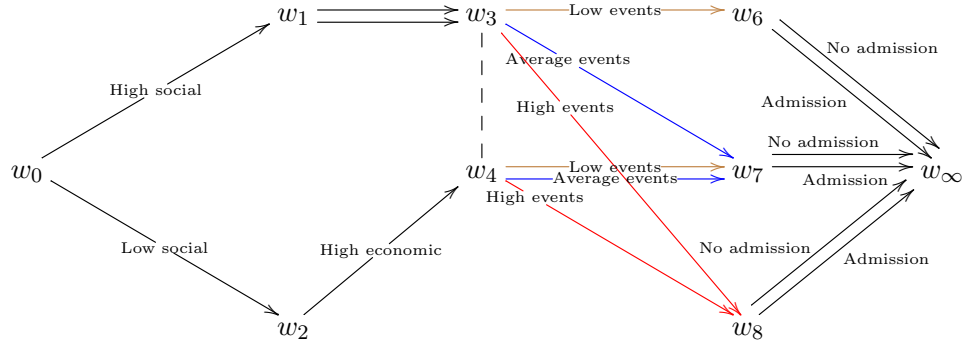 w₁
w₃
Low events
w₆
No admission
Average events
High social
High events
Admission
No admission
w₀
w₄
Low events
Average events
w₇
Admission
w∞
High events
Low social
High economic
No admission
Admission
w₂
w₈